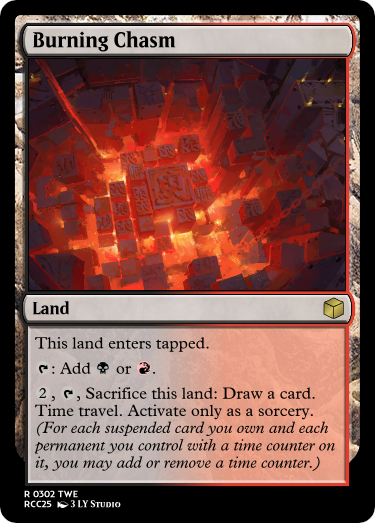 Burning Chasm
Land
This land enters tapped.
: Add or .
2 , , Sacrifice this land: Draw a card.
Time travel. Activate only as a sorcery.
(For each suspended card you own and each
permanent you control with a time counter on
it, you may add or remove a time counter.)
R 0302 TWE
RCC25 3 LY Studio